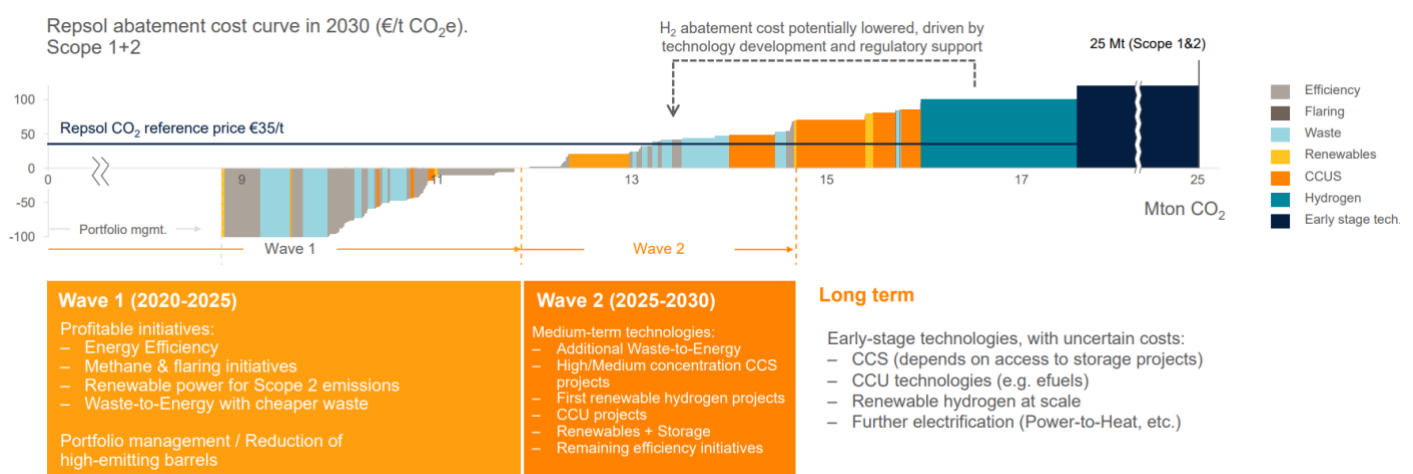 Repsol abatement cost curve in 2030 (€/t CO₂e).
Scope 1+2
H₂ abatement cost potentially lowered, driven by
technology development and regulatory support
25 Mt (Scope 1&2)
100
50
0
-50
-100
Repsol CO₂ reference price €35/t
0
9
11
13
15
17
25
Mton CO₂
Portfolio mgmt.
Wave 1
Wave 2
Efficiency
Flaring
Waste
Renewables
CCUS
Hydrogen
Early stage tech.
Wave 1 (2020-2025)
Profitable initiatives:
– Energy Efficiency
– Methane & flaring initiatives
– Renewable power for Scope 2 emissions
– Waste-to-Energy with cheaper waste
Portfolio management / Reduction of
high-emitting barrels
Wave 2 (2025-2030)
Medium-term technologies:
– Additional Waste-to-Energy
– High/Medium concentration CCS
projects
– First renewable hydrogen projects
– CCU projects
– Renewables + Storage
– Remaining efficiency initiatives
Long term
Early-stage technologies, with uncertain costs:
– CCS (depends on access to storage projects)
– CCU technologies (e.g. efuels)
– Renewable hydrogen at scale
– Further electrification (Power-to-Heat, etc.)